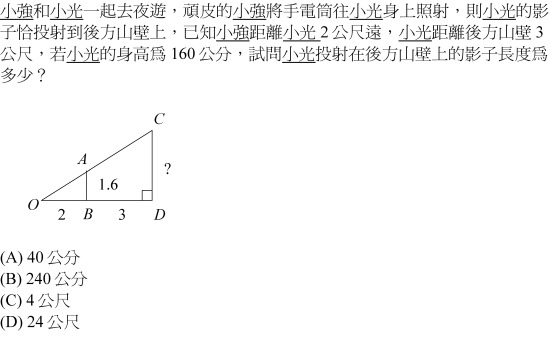 小強和小光一起去夜遊，頑皮的小強將手電筒往小光身上照射，則小光的影
子恰投射到後方山壁上，已知小強距離小光 2 公尺遠，小光距離後方山壁 3
公尺，若小光的身高為 160 公分，試問小光投射在後方山壁上的影子長度為
多少？
C
A
?
1.6
O
2 B 3 D
(A) 40 公分
(B) 240 公分
(C) 4 公尺
(D) 24 公尺